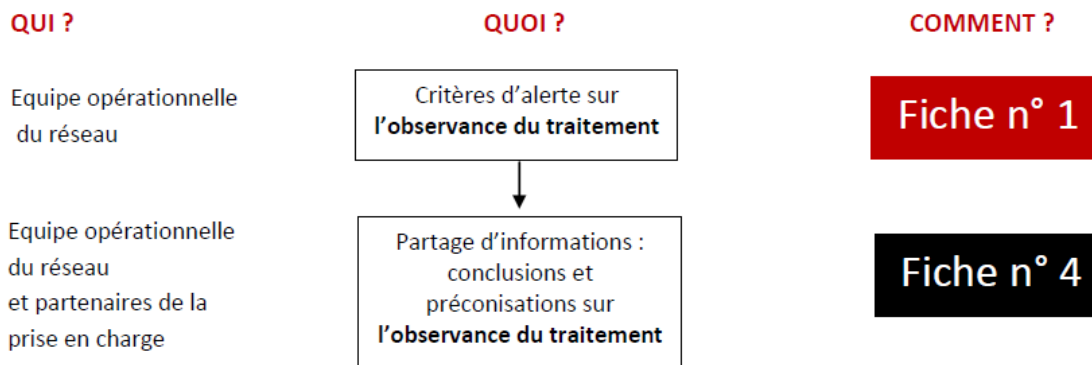 QUI ?
QUOI ?
COMMENT ?
Equipe opérationnelle
du réseau
Critères d'alerte sur
l'observance du traitement
Fiche n° 1
Equipe opérationnelle
du réseau
et partenaires de la
prise en charge
Partage d'informations :
conclusions et
préconisations sur
l'observance du traitement
Fiche n° 4